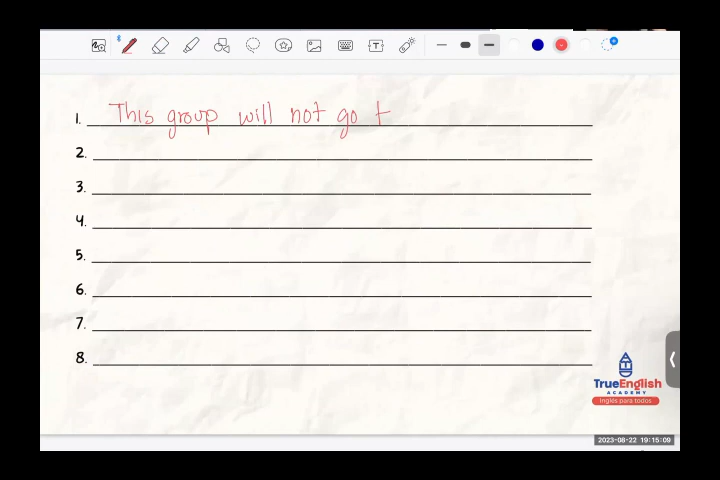 T
1. This group will not go t
2.
3.
4.
5.
6.
7.
8.
TrueEnglish
ACADEMY
Inglés para todos
2023-08-22 19:15:09